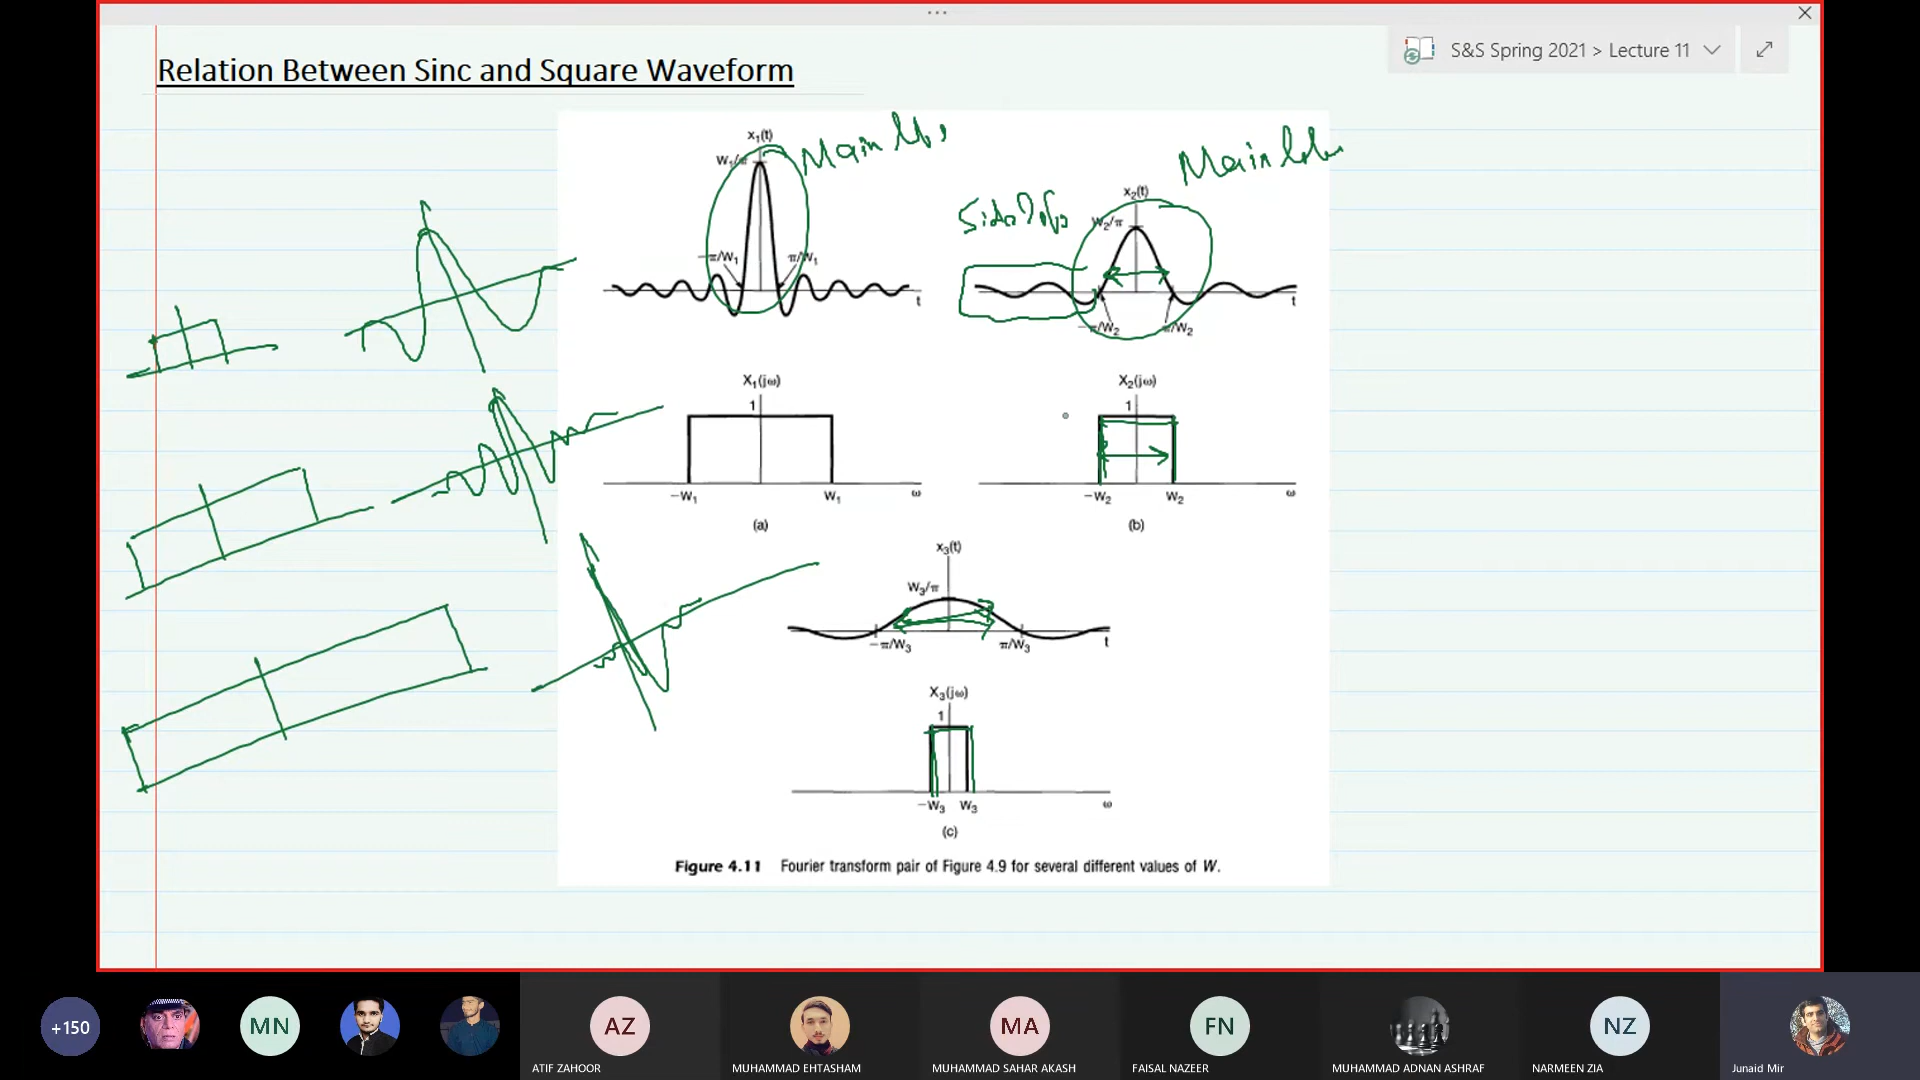 S&S Spring 2021 > Lecture 11
Relation Between Sinc and Square Waveform
x₁(t)
W₁/π
Main
-π/W₁
π/W₁
t
Main lobe
x₂(t)
W₂/π
-π/W₂
π/W₂
t
X₁(jω)
1
-W₁
W₁
ω
(a)
X₂(jω)
1
-W₂
W₂
ω
(b)
x₃(t)
W₃/π
-π/W₃
π/W₃
t
X₃(jω)
1
-W₃
W₃
ω
(c)
Figure 4.11 Fourier transform pair of Figure 4.9 for several different values of W.
+150
MN
AZ
MA
FN
NZ
ATIF ZAHOOR
MUHAMMAD EHTASHAM
MUHAMMAD SAHAR AKASH
FAISAL NAZEER
MUHAMMAD ADNAN ASHRAF
NARMEEN ZIA
Junaid Mir